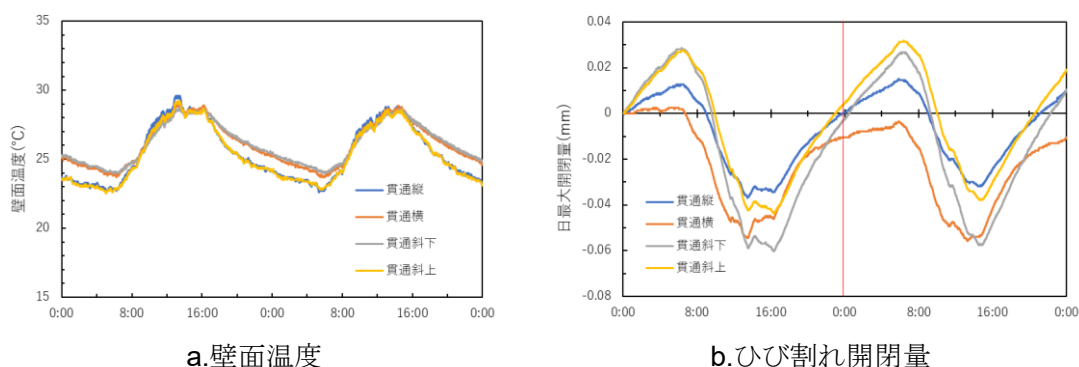 35
30
25
20
15
壁面温度(℃)
貫通縦
貫通横
貫通斜下
貫通斜上
0:00 8:00 16:00 0:00 8:00 16:00 0:00
a.壁面温度
0.04
0.02
0
-0.02
-0.04
-0.06
-0.08
日最大開閉量(mm)
貫通縦
貫通横
貫通斜下
貫通斜上
0:00 8:00 16:00 0:00 8:00 16:00 0:00
b.ひび割れ開閉量